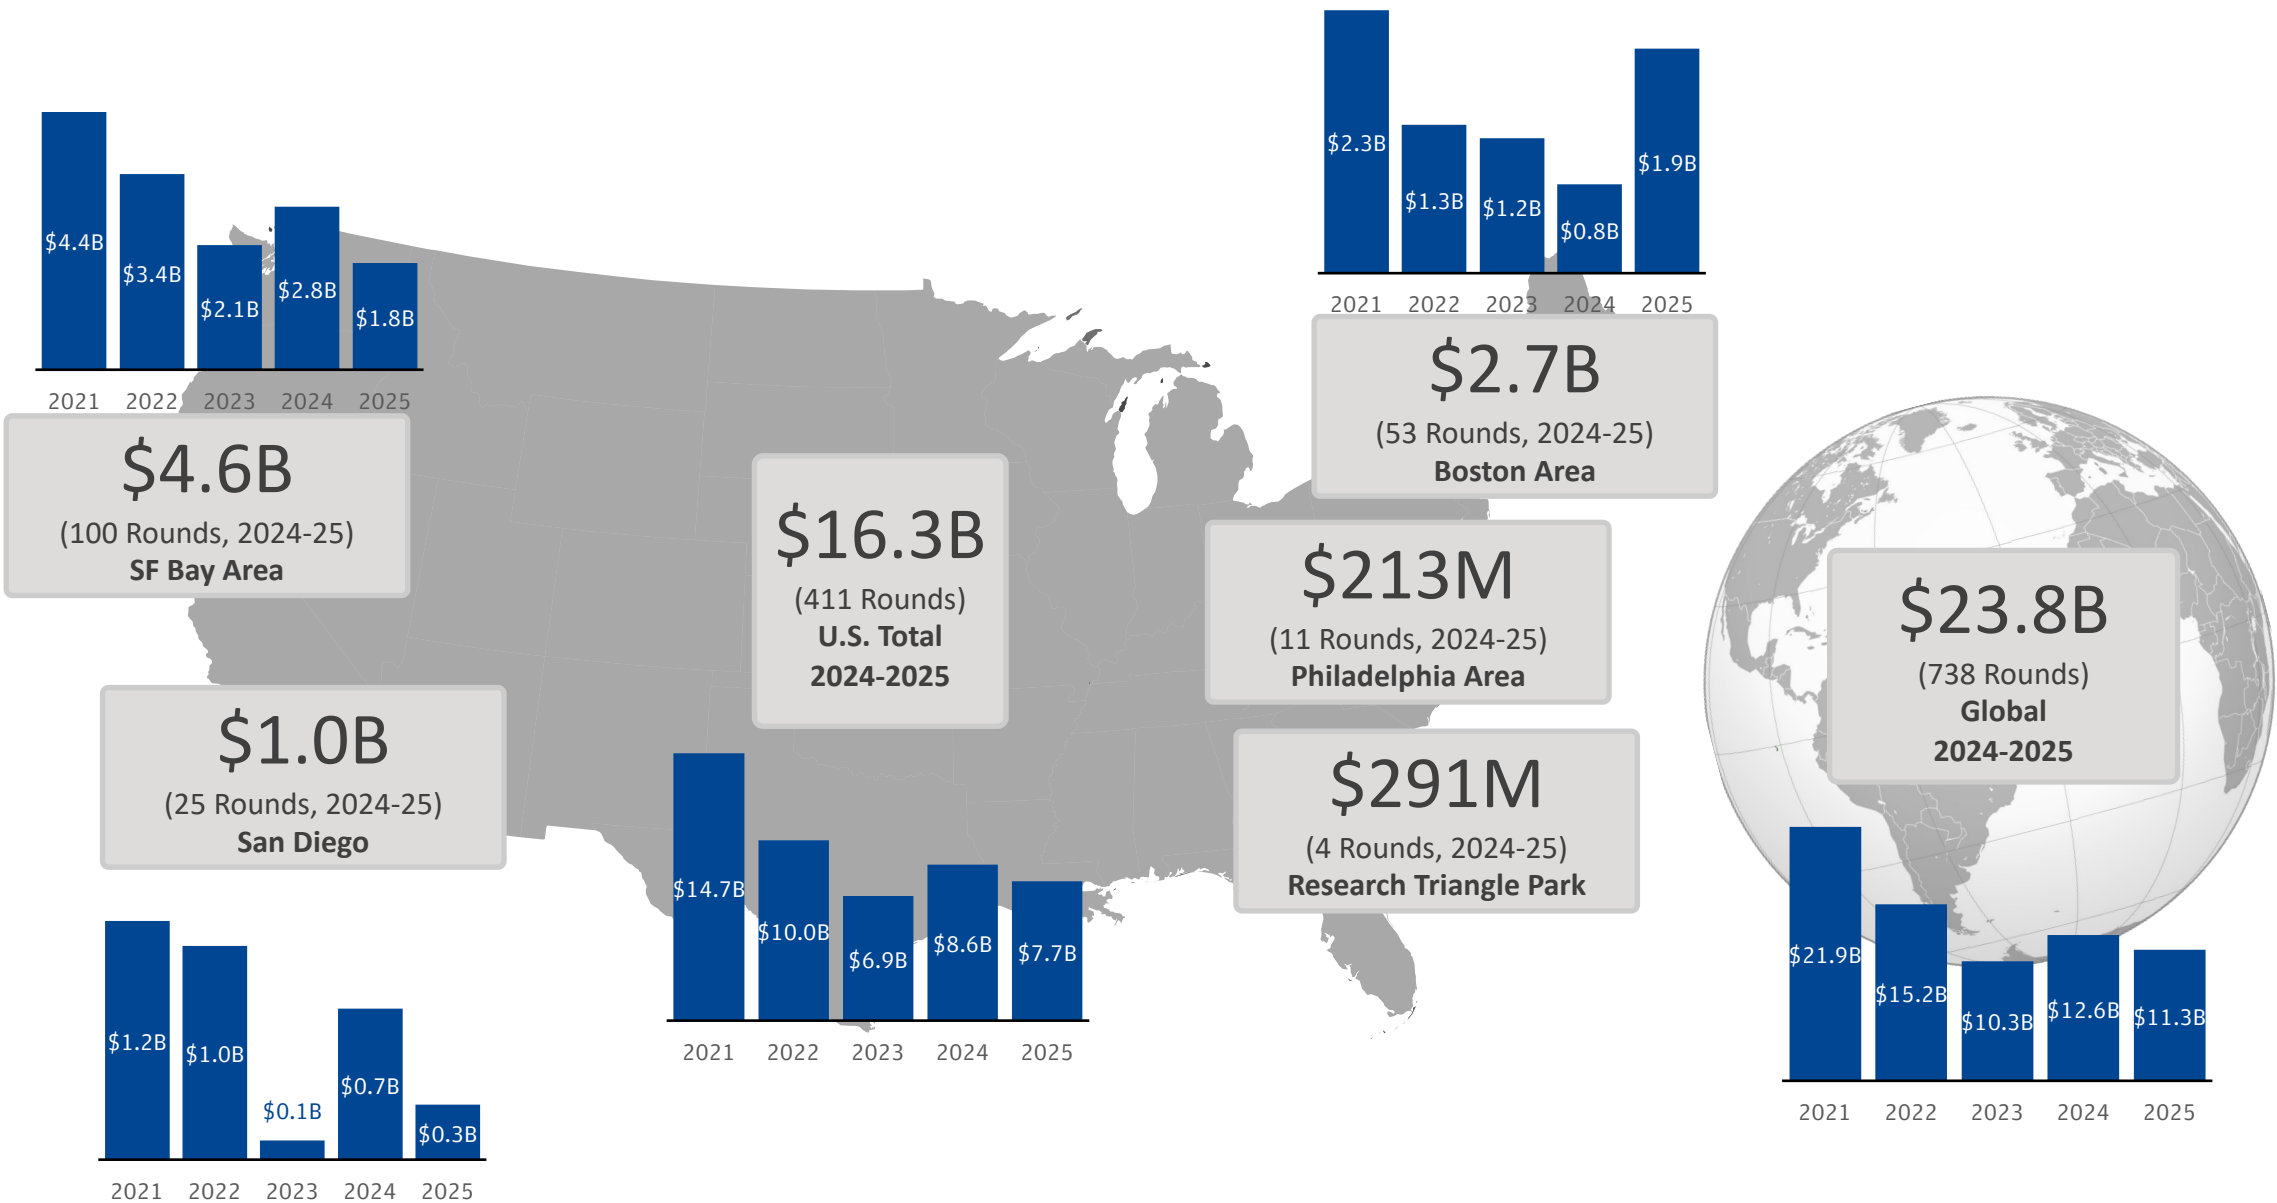 $4.4B
$3.4B
$2.1B
$2.8B
$1.8B
2021 2022 2023 2024 2025
$4.6B
(100 Rounds, 2024-25)
SF Bay Area
$1.0B
(25 Rounds, 2024-25)
San Diego
$1.2B
$1.0B
$0.1B
$0.7B
$0.3B
2021 2022 2023 2024 2025
$16.3B
(411 Rounds)
U.S. Total
2024-2025
$14.7B
$10.0B
$6.9B
$8.6B
$7.7B
2021 2022 2023 2024 2025
$2.3B
$1.3B
$1.2B
$0.8B
$1.9B
2021 2022 2023 2024 2025
$2.7B
(53 Rounds, 2024-25)
Boston Area
$213M
(11 Rounds, 2024-25)
Philadelphia Area
$291M
(4 Rounds, 2024-25)
Research Triangle Park
$23.8B
(738 Rounds)
Global
2024-2025
$21.9B
$15.2B
$10.3B
$12.6B
$11.3B
2021 2022 2023 2024 2025